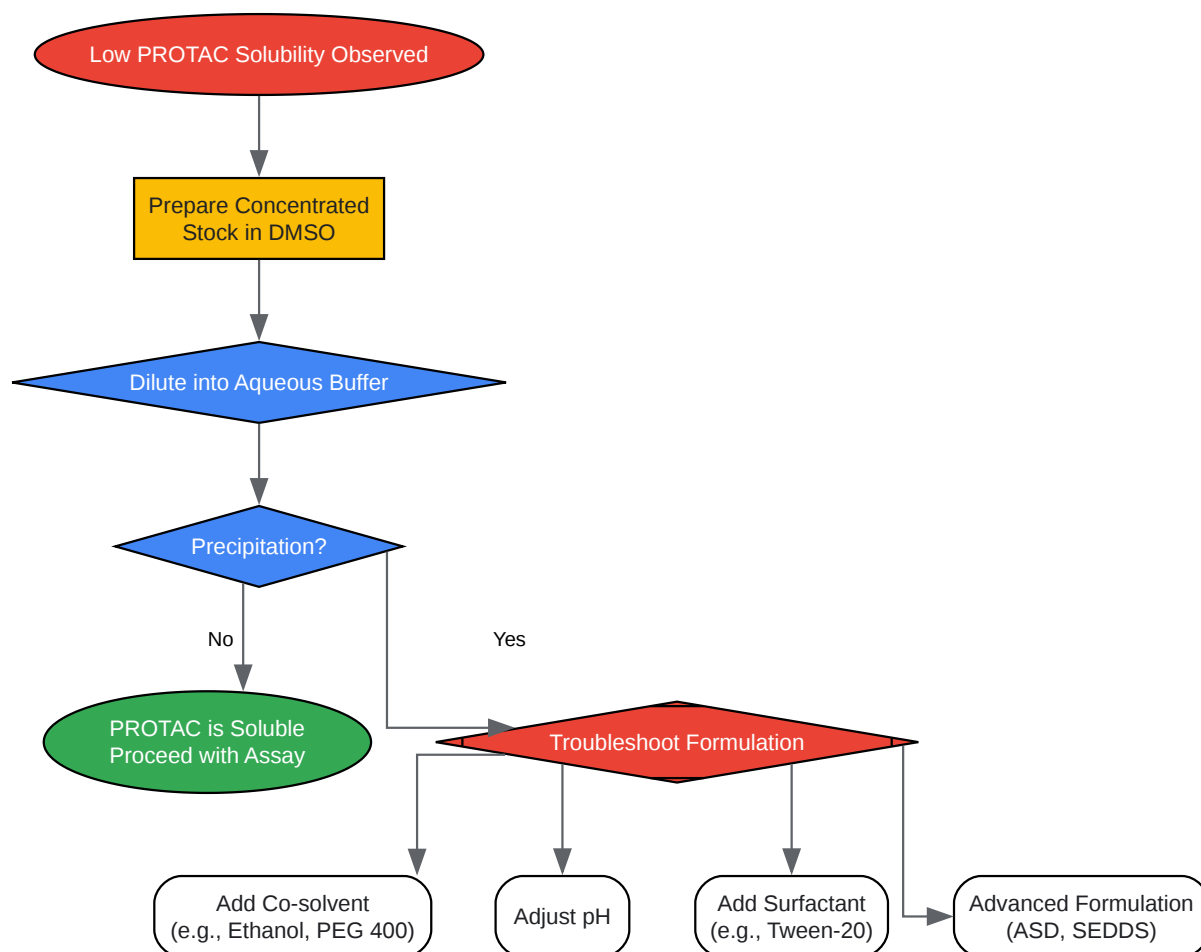 Low PROTAC Solubility Observed
Prepare Concentrated
Stock in DMSO
Dilute into Aqueous Buffer
Precipitation?
No
Yes
PROTAC is Soluble
Proceed with Assay
Troubleshoot Formulation
Add Co-solvent
(e.g., Ethanol, PEG 400)
Adjust pH
Add Surfactant
(e.g., Tween-20)
Advanced Formulation
(ASD, SEDDS)